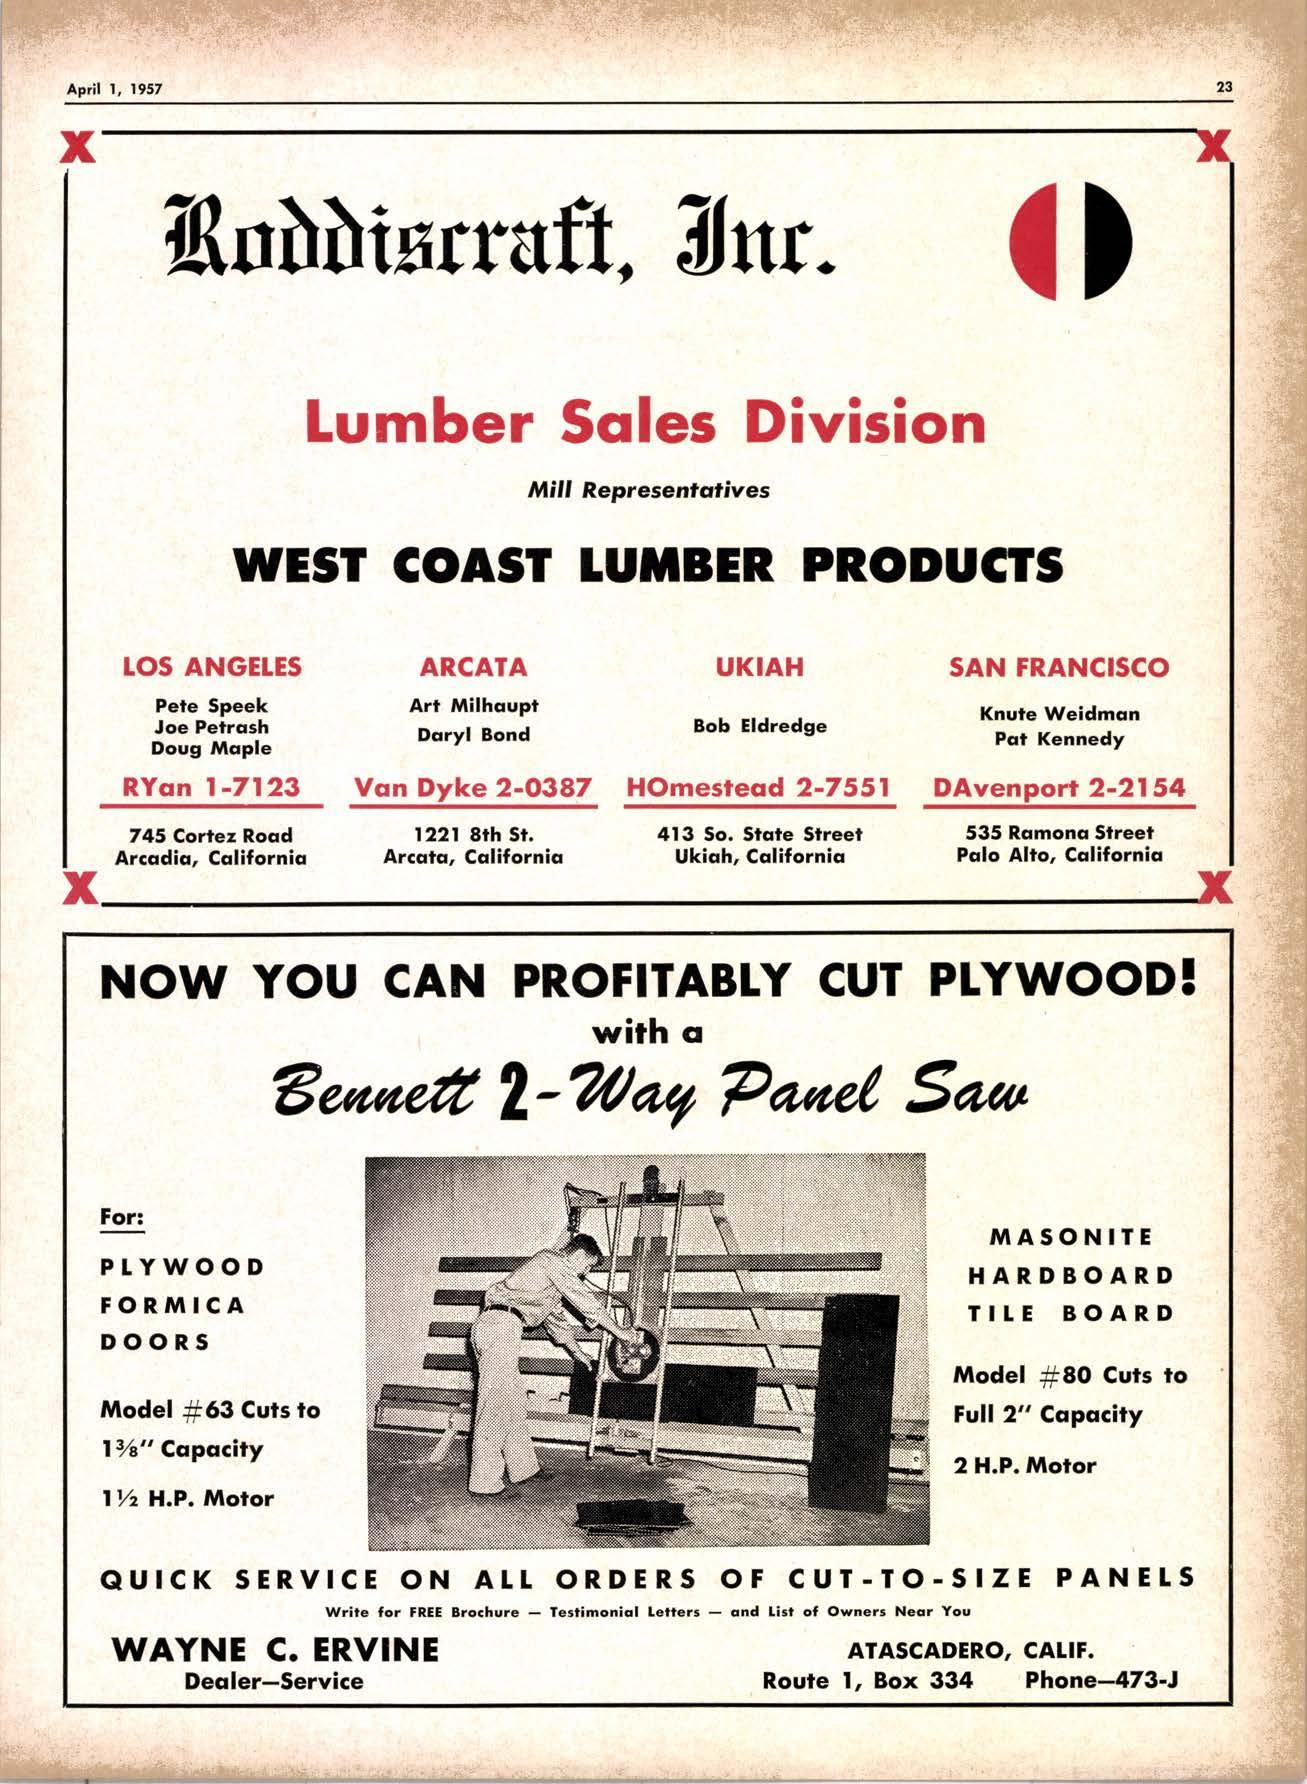 April 1, 1957
23
X X
Roddiscraft, Inc.
Lumber Sales Division
Mill Representatives
WEST COAST LUMBER PRODUCTS
LOS ANGELES
Pete Speek
Joe Petrash
Doug Maple
RYan 1-7123
745 Cortez Road
Arcadia, California
ARCATA
Art Milhaupt
Daryl Bond
Van Dyke 2-0387
1221 8th St.
Arcata, California
UKIAH
Bob Eldredge
HOmestead 2-7551
413 So. State Street
Ukiah, California
SAN FRANCISCO
Knute Weidman
Pat Kennedy
DAvenport 2-2154
535 Ramona Street
Palo Alto, California
X X
NOW YOU CAN PROFITABLY CUT PLYWOOD!
with a
Bennett 2-Way Panel Saw
For:
PLYWOOD
FORMICA
DOORS
Model #63 Cuts to
1⅜″ Capacity
1½ H.P. Motor
MASONITE
HARDBOARD
TILE BOARD
Model #80 Cuts to
Full 2″ Capacity
2 H.P. Motor
QUICK SERVICE ON ALL ORDERS OF CUT-TO-SIZE PANELS
Write for FREE Brochure — Testimonial Letters — and List of Owners Near You
WAYNE C. ERVINE
Dealer—Service
ATASCADERO, CALIF.
Route 1, Box 334 Phone—473-J